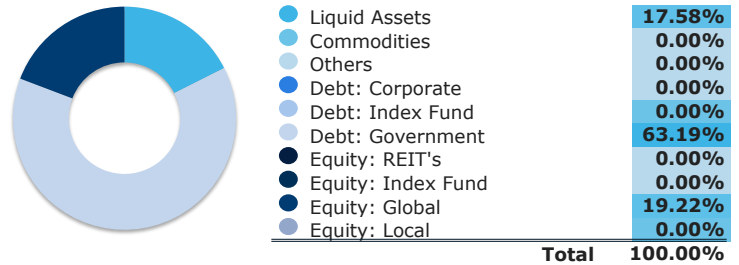 Liquid Assets 17.58%
Commodities 0.00%
Others 0.00%
Debt: Corporate 0.00%
Debt: Index Fund 0.00%
Debt: Government 63.19%
Equity: REIT's 0.00%
Equity: Index Fund 0.00%
Equity: Global 19.22%
Equity: Local 0.00%
Total 100.00%